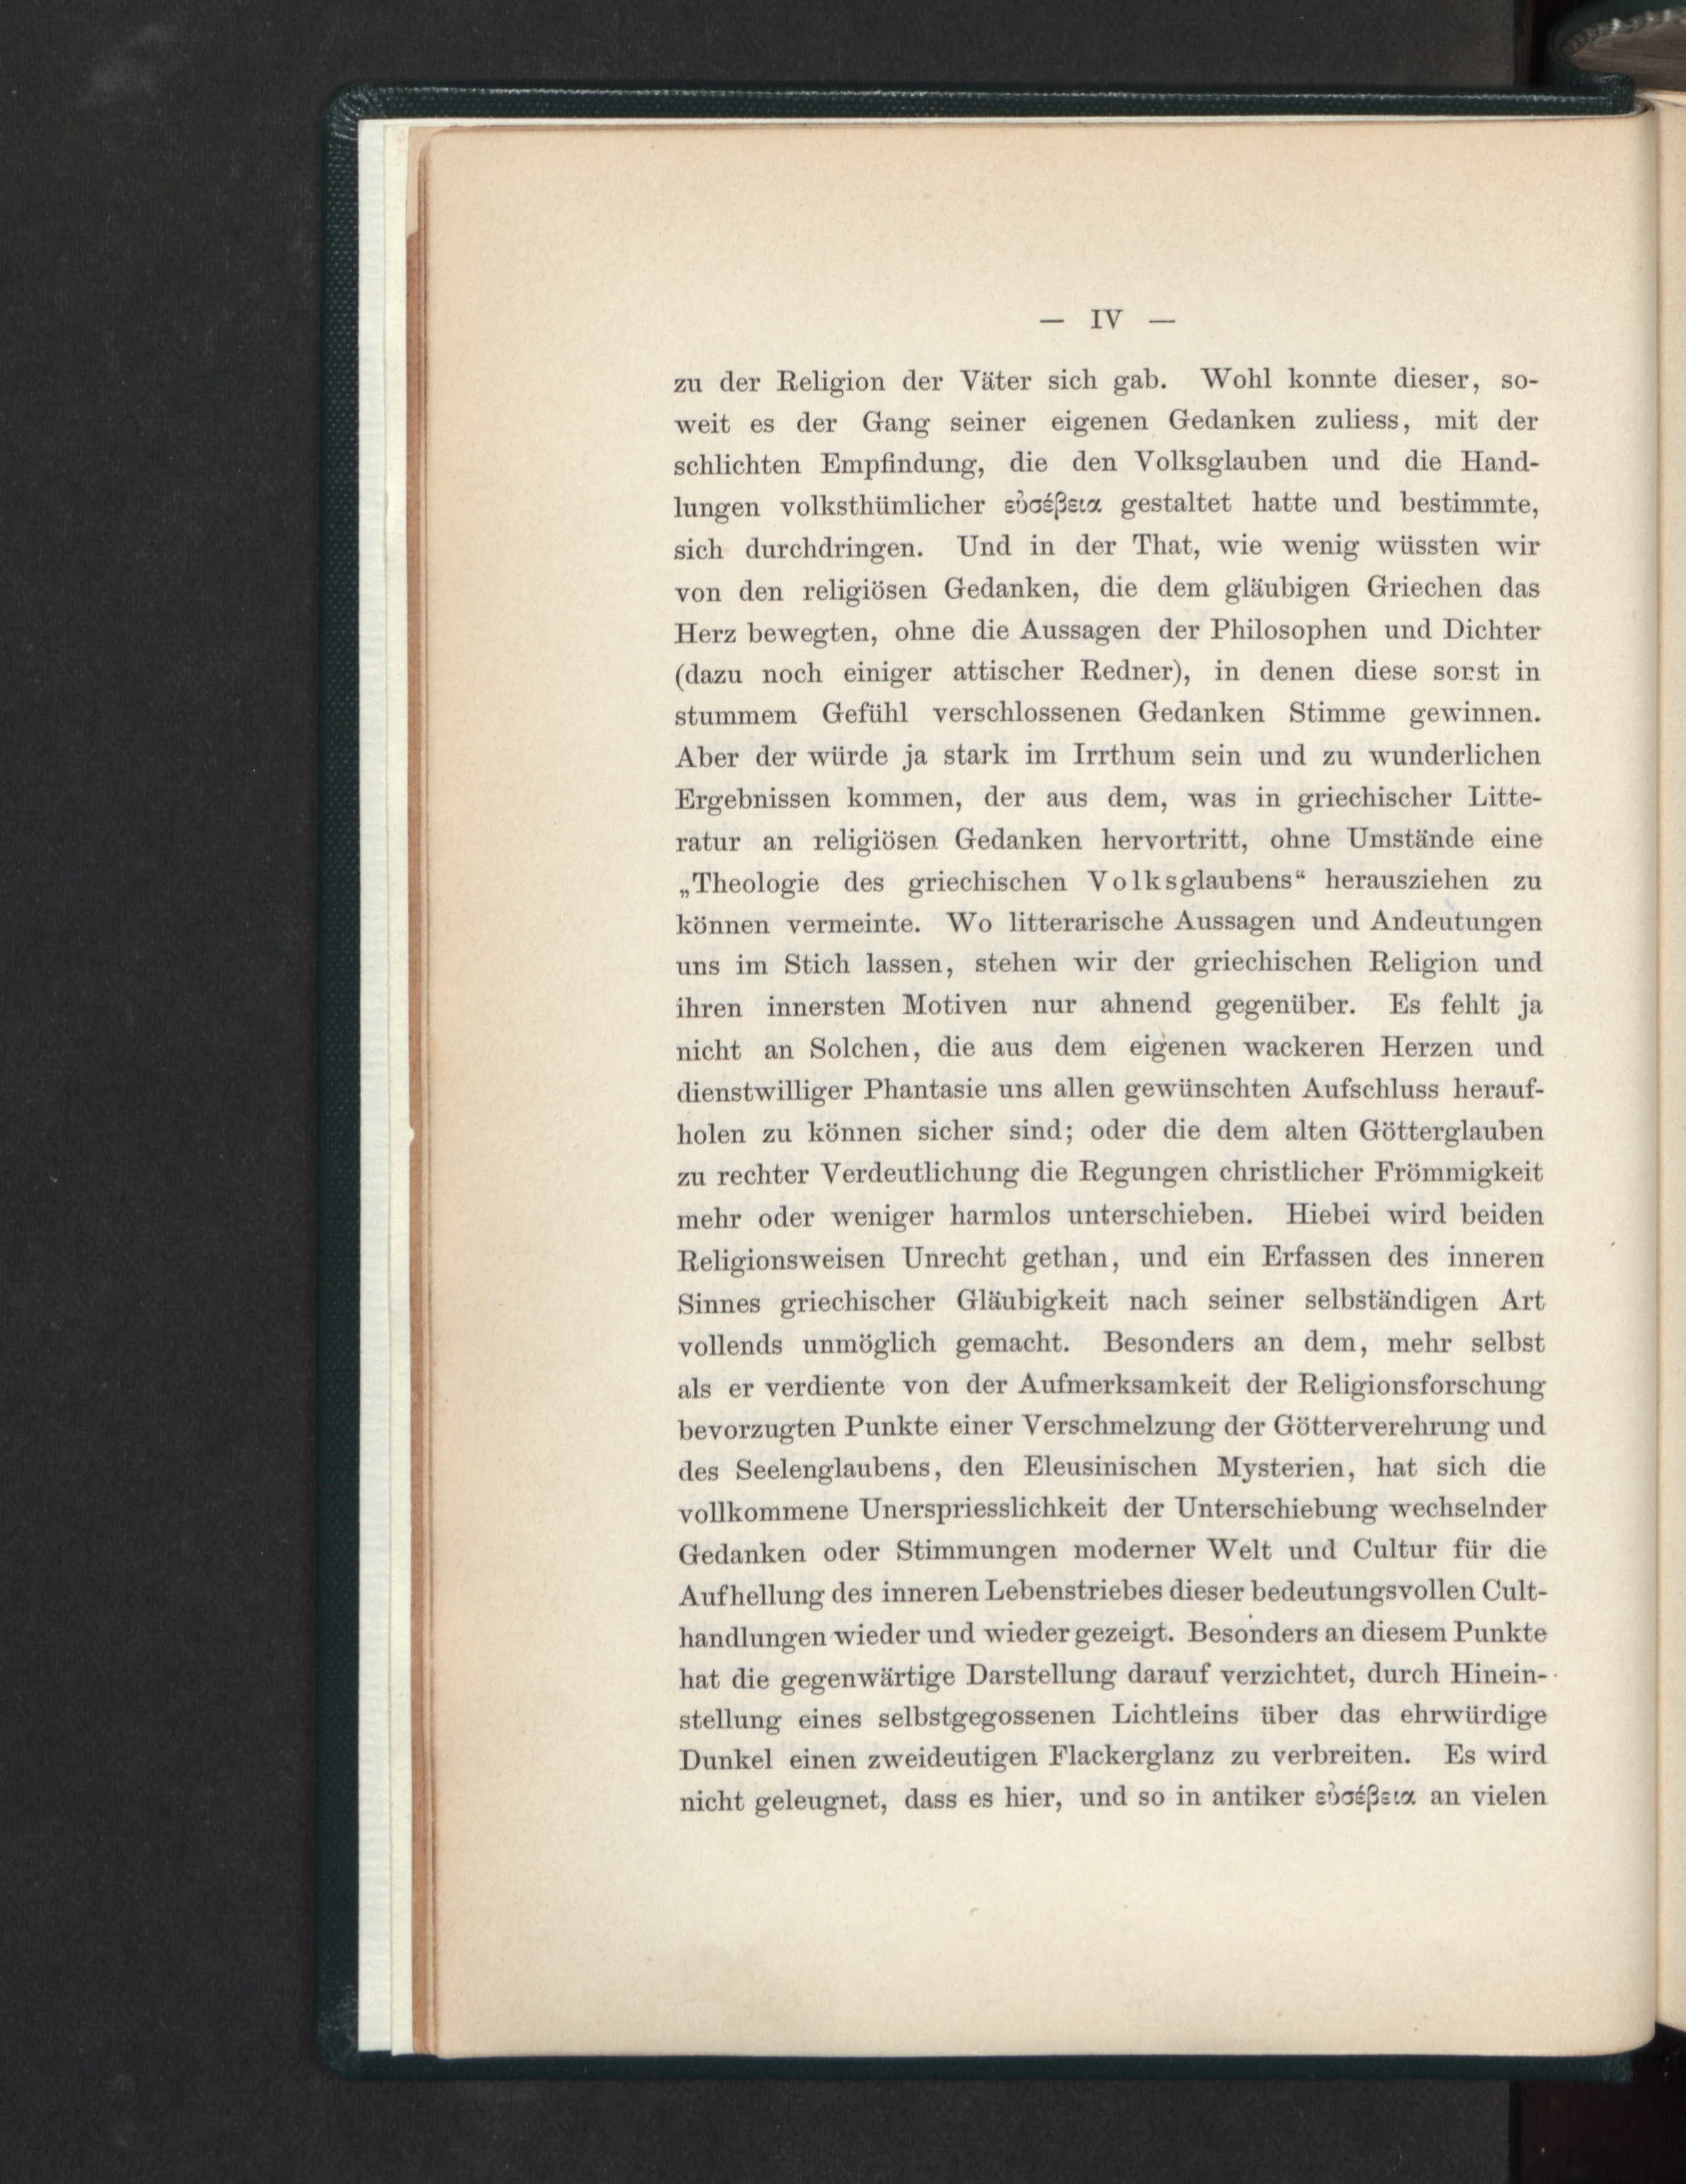 — IV —
zu der Religion der Väter sich gab. Wohl konnte dieser, so-
weit es der Gang seiner eigenen Gedanken zuliess, mit der
schlichten Empfindung, die den Volksglauben und die Hand-
lungen volksthümlicher εὐσέβεια gestaltet hatte und bestimmte,
sich durchdringen. Und in der That, wie wenig wüssten wir
von den religiösen Gedanken, die dem gläubigen Griechen das
Herz bewegten, ohne die Aussagen der Philosophen und Dichter
(dazu noch einiger attischer Redner), in denen diese sorst in
stummem Gefühl verschlossenen Gedanken Stimme gewinnen.
Aber der würde ja stark im Irrthum sein und zu wunderlichen
Ergebnissen kommen, der aus dem, was in griechischer Litte-
ratur an religiösen Gedanken hervortritt, ohne Umstände eine
„Theologie des griechischen Volksglaubens“ herausziehen zu
können vermeinte. Wo litterarische Aussagen und Andeutungen
uns im Stich lassen, stehen wir der griechischen Religion und
ihren innersten Motiven nur ahnend gegenüber. Es fehlt ja
nicht an Solchen, die aus dem eigenen wackeren Herzen und
dienstwilliger Phantasie uns allen gewünschten Aufschluss herauf-
holen zu können sicher sind; oder die dem alten Götterglauben
zu rechter Verdeutlichung die Regungen christlicher Frömmigkeit
mehr oder weniger harmlos unterschieben. Hiebei wird beiden
Religionsweisen Unrecht gethan, und ein Erfassen des inneren
Sinnes griechischer Gläubigkeit nach seiner selbständigen Art
vollends unmöglich gemacht. Besonders an dem, mehr selbst
als er verdiente von der Aufmerksamkeit der Religionsforschung
bevorzugten Punkte einer Verschmelzung der Götterverehrung und
des Seelenglaubens, den Eleusinischen Mysterien, hat sich die
vollkommene Unerspriesslichkeit der Unterschiebung wechselnder
Gedanken oder Stimmungen moderner Welt und Cultur für die
Aufhellung des inneren Lebenstriebes dieser bedeutungsvollen Cult-
handlungen wieder und wieder gezeigt. Besonders an diesem Punkte
hat die gegenwärtige Darstellung darauf verzichtet, durch Hinein-
stellung eines selbstgegossenen Lichtleins über das ehrwürdige
Dunkel einen zweideutigen Flackerglanz zu verbreiten. Es wird
nicht geleugnet, dass es hier, und so in antiker εὐσέβεια an vielen